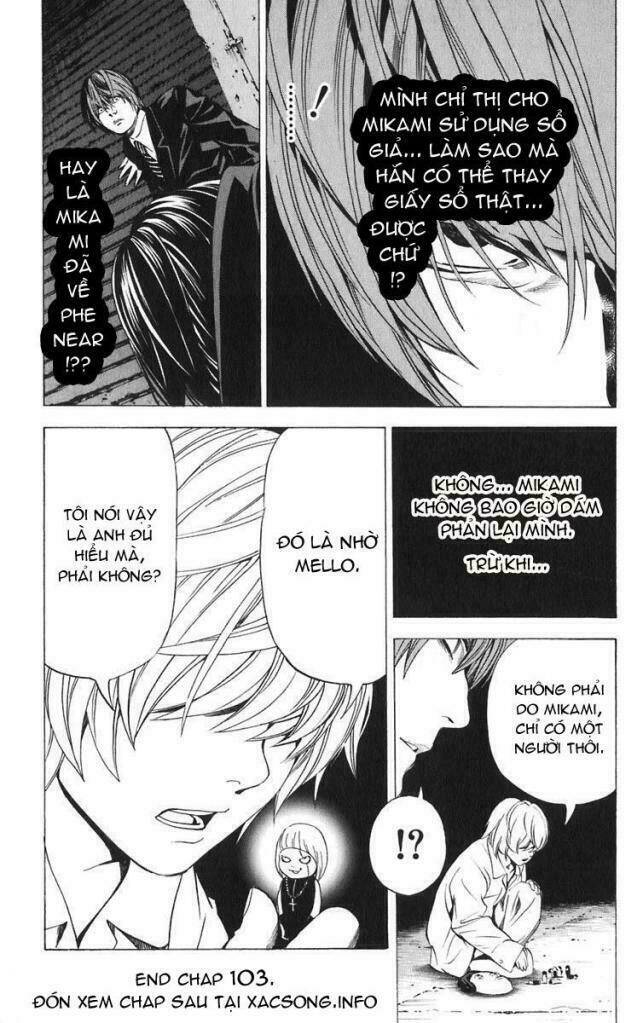 !
MÌNH CHỈ THỊ CHO
MIKAMI SỬ DỤNG SỔ
GIẢ... LÀM SAO MÀ
HẮN CÓ THỂ THAY
GIẤY SỔ THẬT...
ĐƯỢC
CHỨ
!?
HAY
LÀ
MIKA
MI
ĐÃ
VỀ
PHE
NEAR
!??
KHÔNG... MIKAMI
KHÔNG BAO GIỜ DÁM
PHẢN LẠI MÌNH.
TRỪ KHI...
KHÔNG PHẢI
DO MIKAMI,
CHỈ CÓ MỘT
NGƯỜI THÔI.
!?
ĐÓ LÀ NHỜ
MELLO.
TÔI NÓI VẬY
LÀ ANH ĐỦ
HIỂU MÀ,
PHẢI KHÔNG?
END CHAP 103.
ĐÓN XEM CHAP SAU TẠI XACSONG.INFO